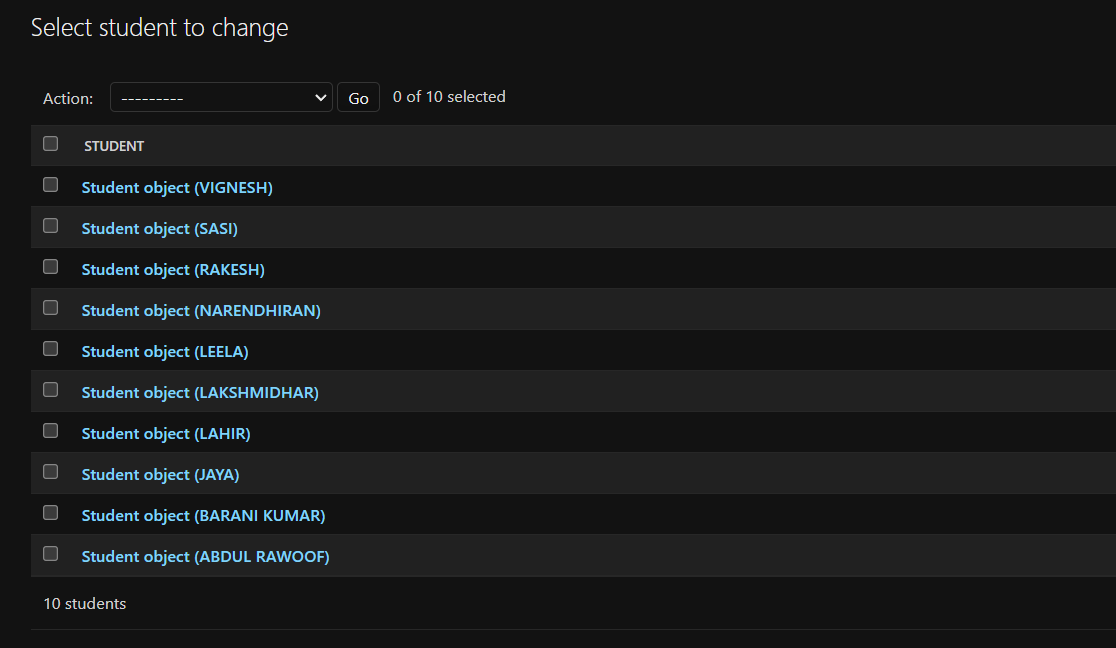 Select student to change
Action: --------- Go 0 of 10 selected
STUDENT
Student object (VIGNESH)
Student object (SASI)
Student object (RAKESH)
Student object (NARENDHIRAN)
Student object (LEELA)
Student object (LAKSHMIDHAR)
Student object (LAHIR)
Student object (JAYA)
Student object (BARANI KUMAR)
Student object (ABDUL RAWOOF)
10 students